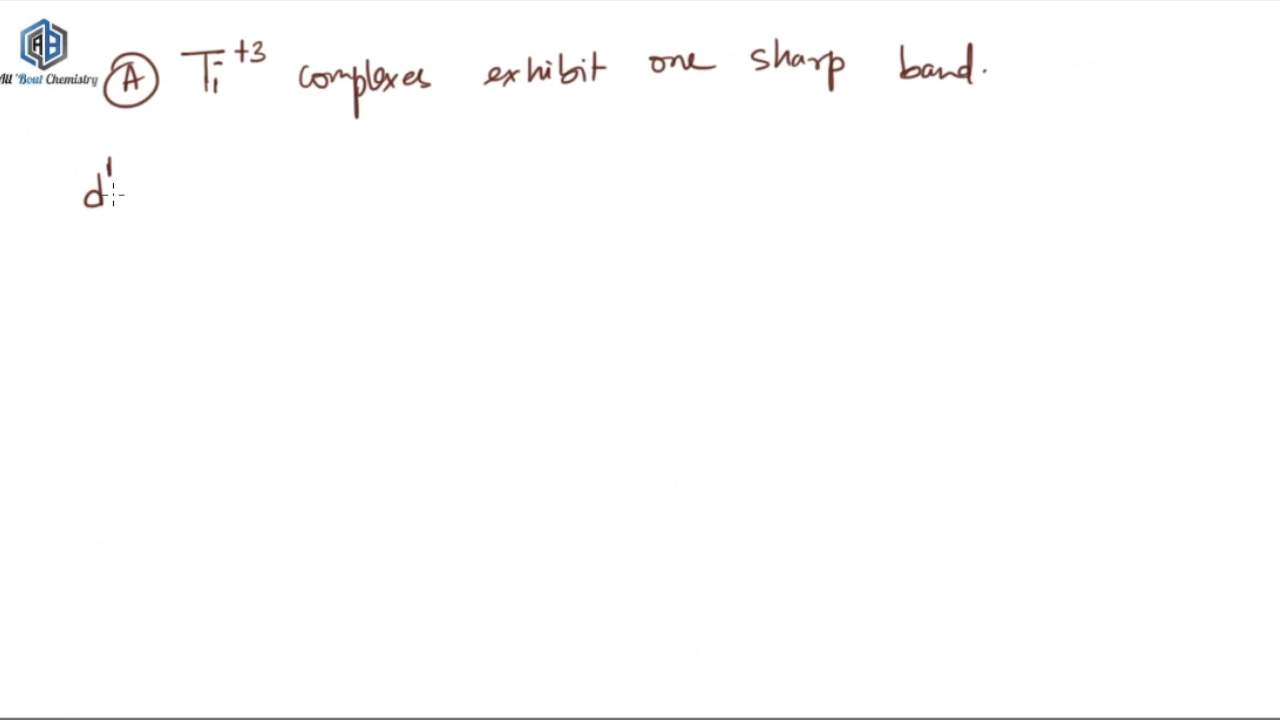 All 'Bout Chemistry
A Ti+3 complexes exhibit one sharp band.
d1